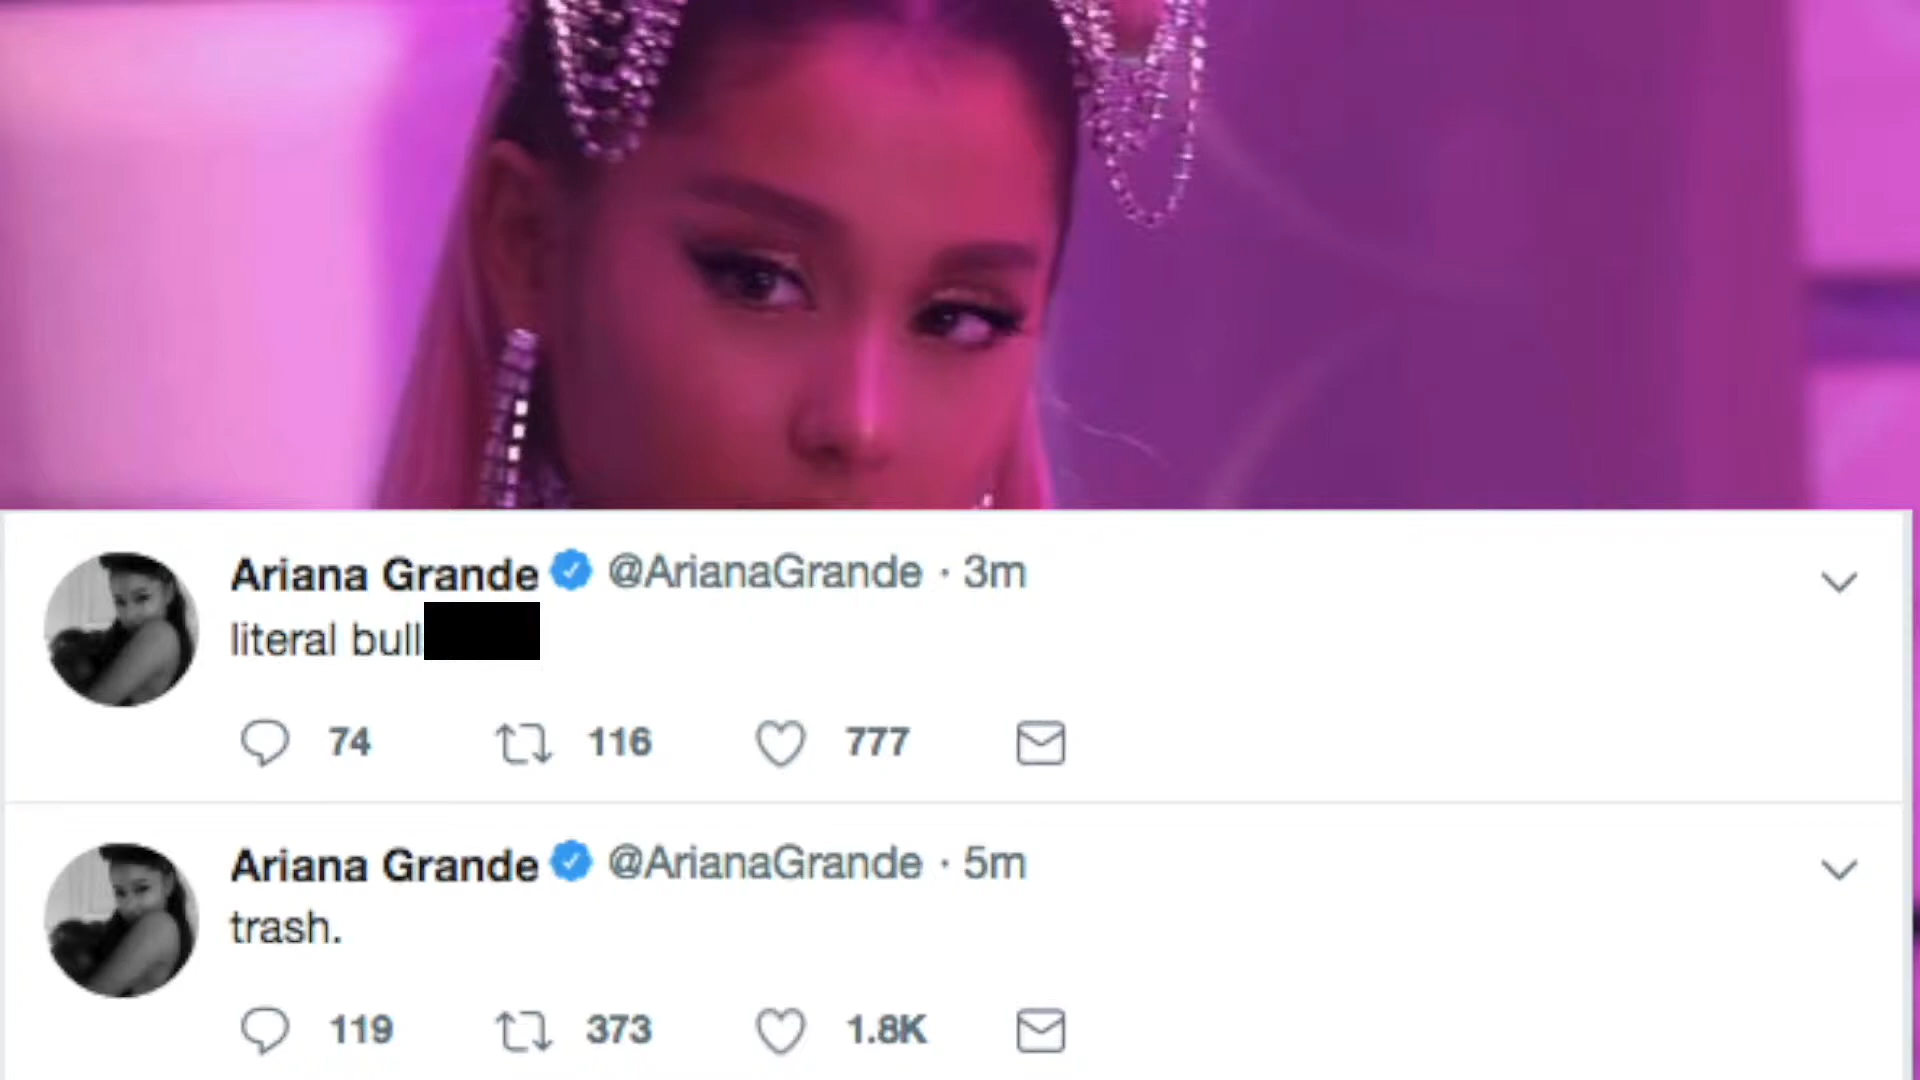 Ariana Grande @ArianaGrande · 3m
literal bull
74 116 777
Ariana Grande @ArianaGrande · 5m
trash.
119 373 1.8K